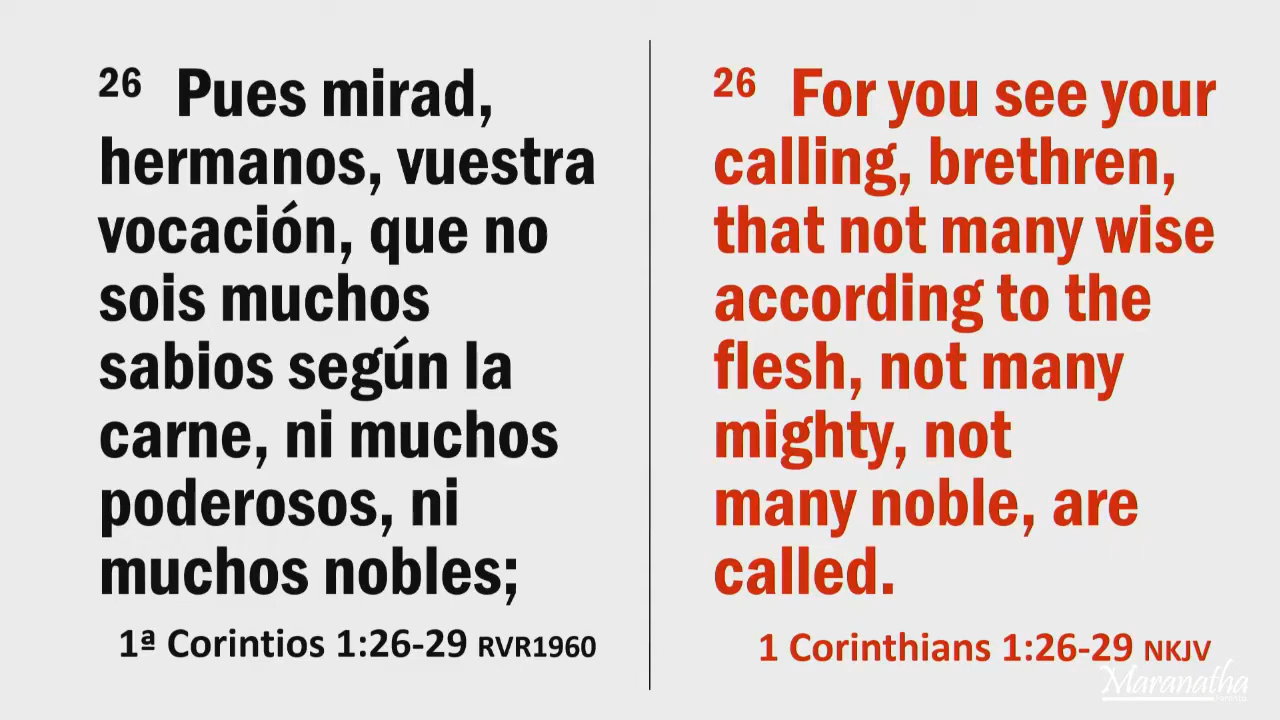 26 Pues mirad,
hermanos, vuestra
vocación, que no
sois muchos
sabios según la
carne, ni muchos
poderosos, ni
muchos nobles;
1ª Corintios 1:26-29 RVR1960
26 For you see your
calling, brethren,
that not many wise
according to the
flesh, not many
mighty, not
many noble, are
called.
1 Corinthians 1:26-29 NKJV
Maranatha